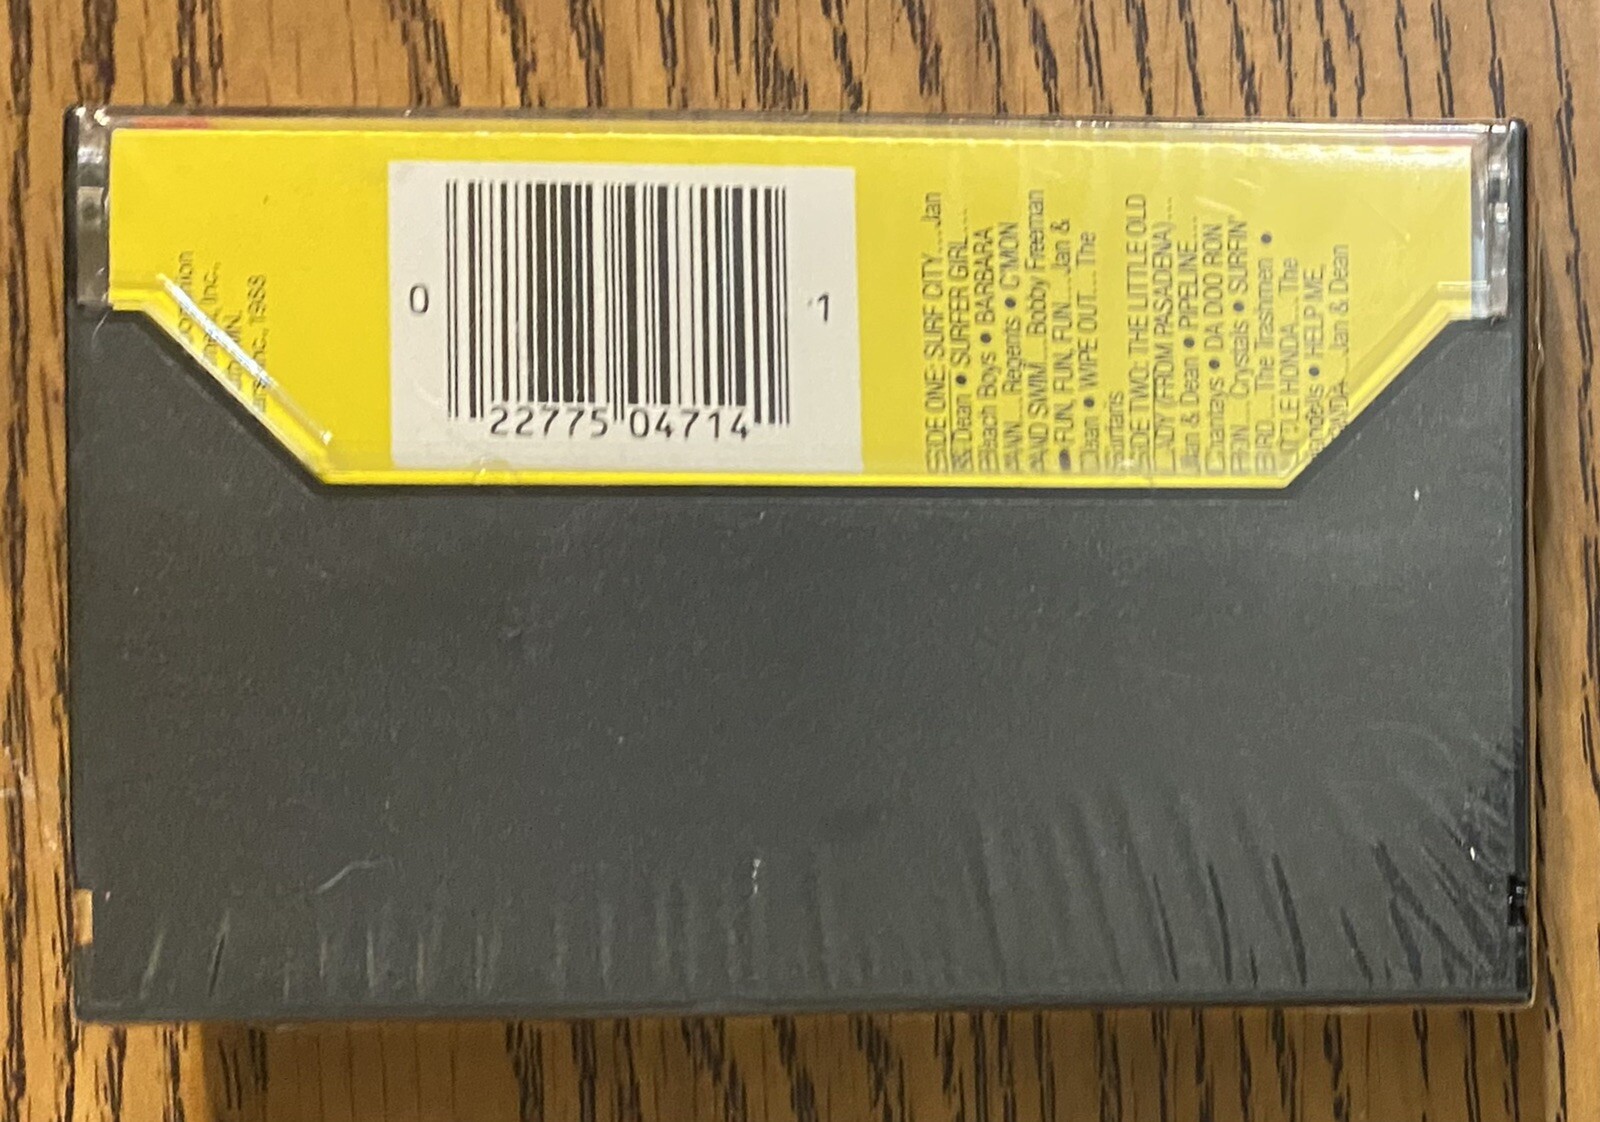 Inc.,
MN.
Inc., 1988
0 22775 04714 1
SIDE ONE: SURF CITY....Jan
& Dean • SURFER GIRL....
Beach Boys • BARBARA
ANN.... Regents • C'MON
AND SWIM....Bobby Freeman
• FUN, FUN, FUN....Jan &
Dean • WIPE OUT.... The
Surfaris
SIDE TWO: THE LITTLE OLD
LADY (FROM PASADENA)....
Jan & Dean • PIPELINE....
Chantays • DA DOO RON
RON....Crystals • SURFIN'
BIRD.... The Trashmen •
LITTLE HONDA.... The
• HELP ME,
....Jan & Dean